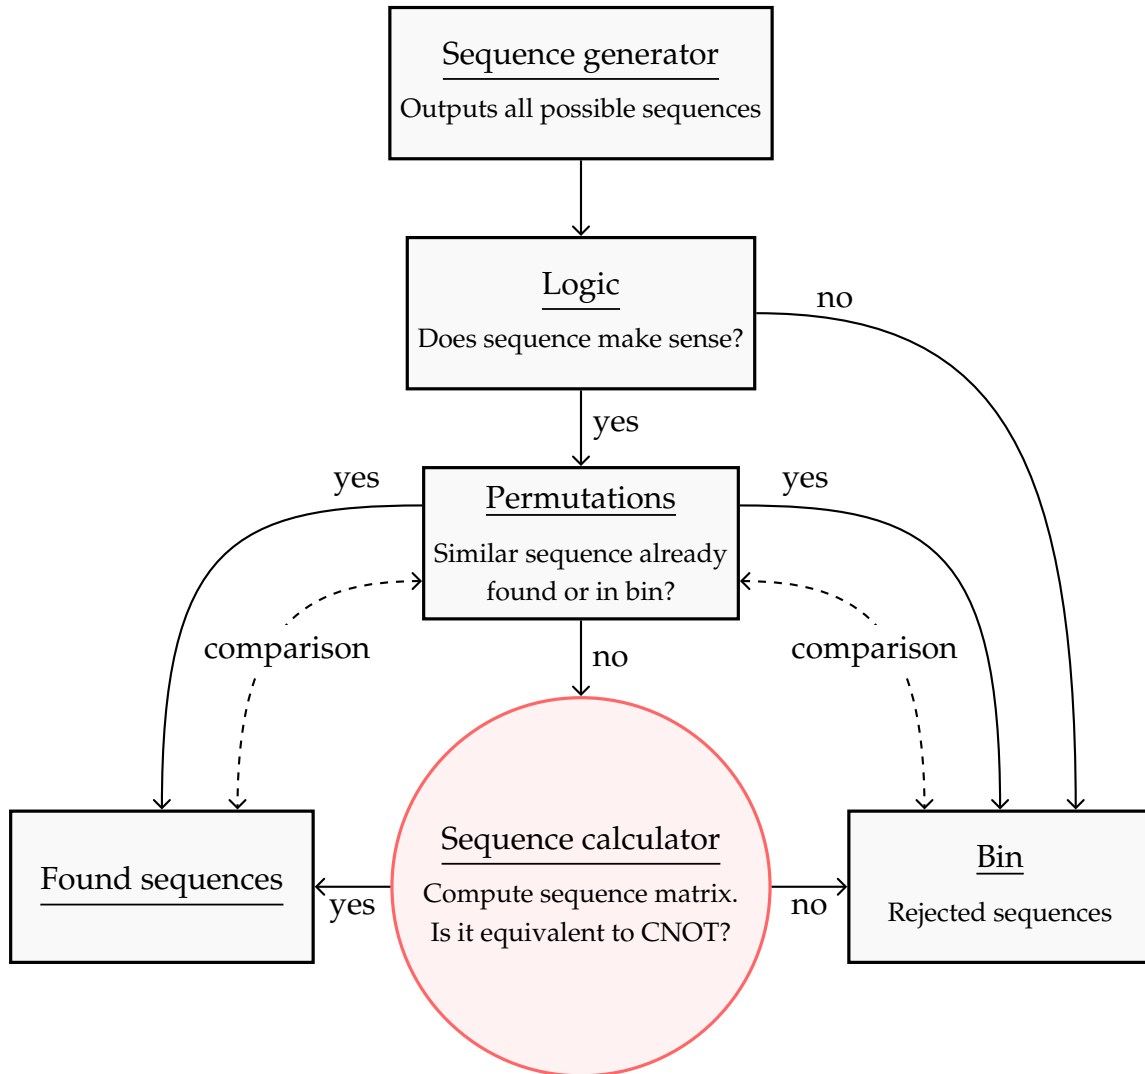 Sequence generator
Outputs all possible sequences
Logic
Does sequence make sense?
no
yes
yes
Permutations
Similar sequence already
found or in bin?
yes
comparison
no
comparison
Found sequences
yes
Sequence calculator
Compute sequence matrix.
Is it equivalent to CNOT?
no
Bin
Rejected sequences